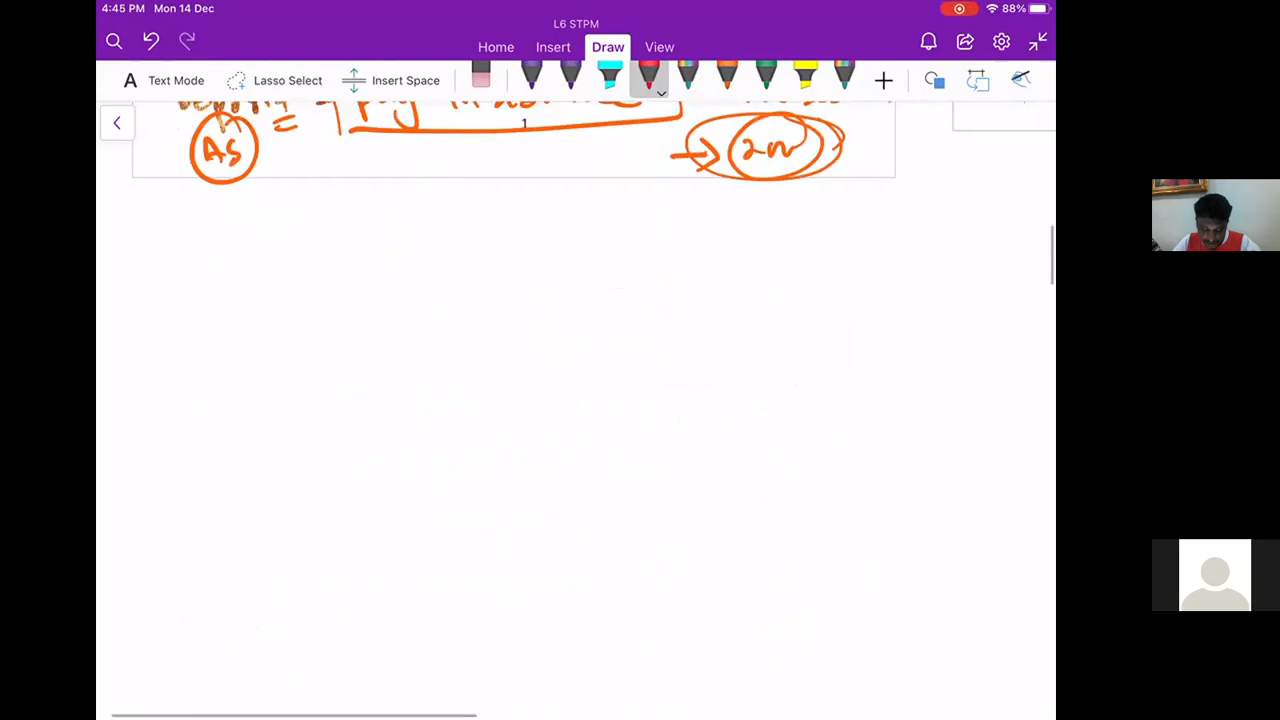 4:45 PM Mon 14 Dec
88%
L6 STPM
Home Insert Draw View
A Text Mode Lasso Select Insert Space
=
1
AS